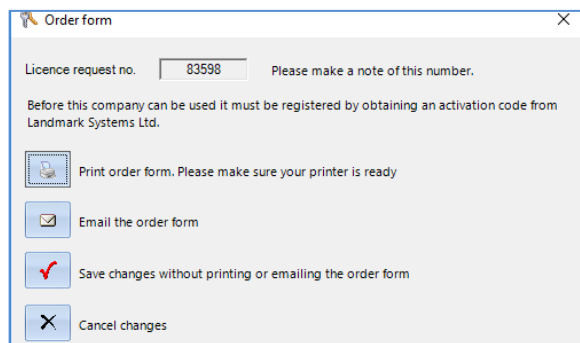 Order form
Licence request no. 83598 Please make a note of this number.
Before this company can be used it must be registered by obtaining an activation code from
Landmark Systems Ltd.
Print order form. Please make sure your printer is ready
Email the order form
Save changes without printing or emailing the order form
Cancel changes